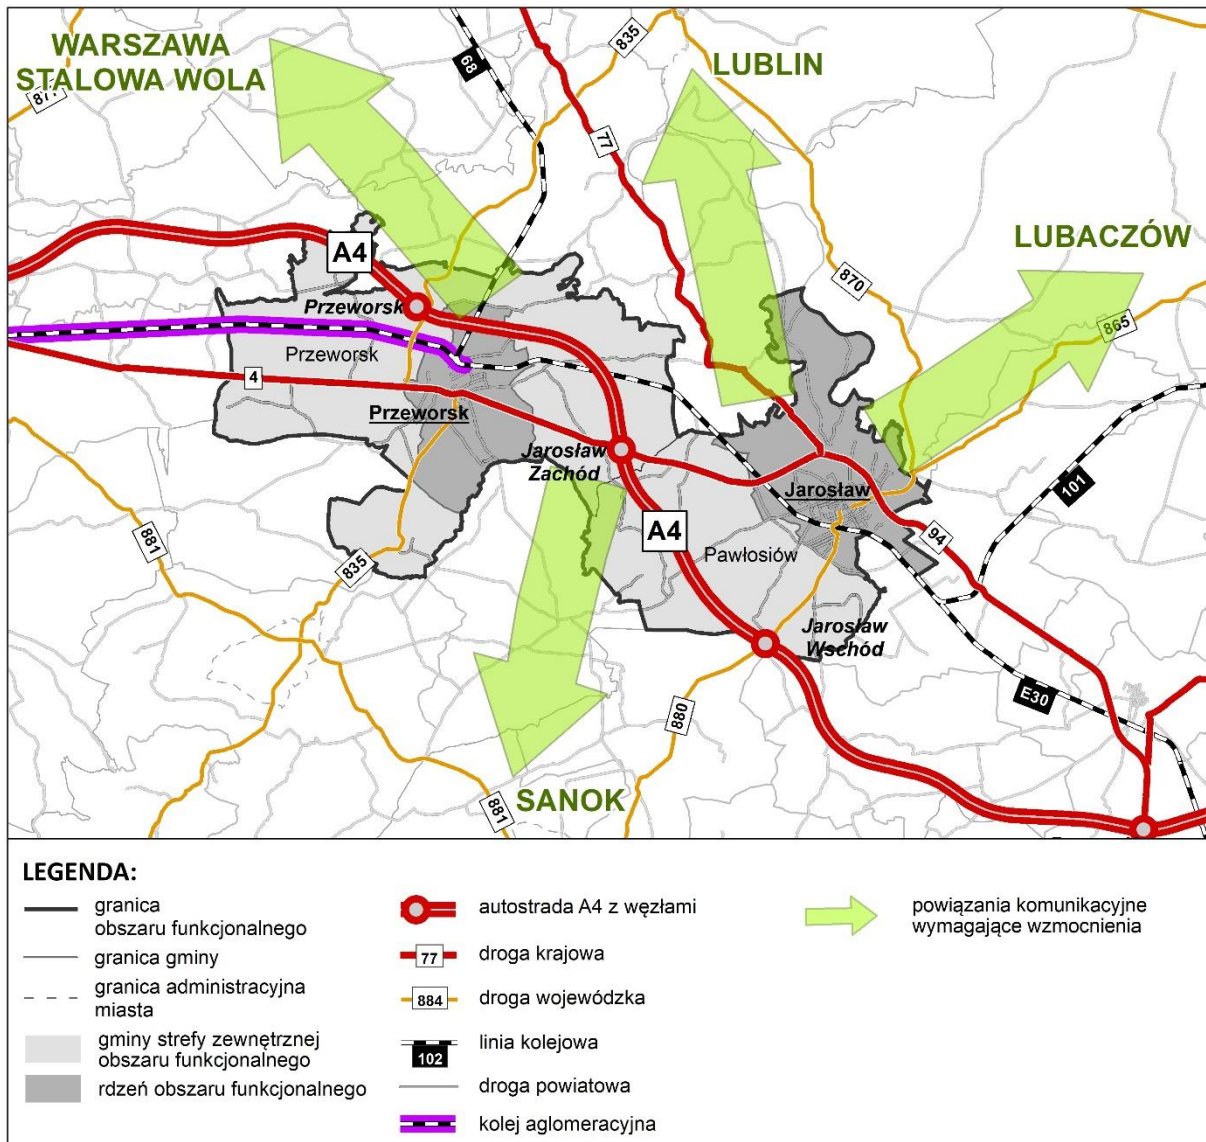 WARSZAWA
STALOWA WOLA
LUBLIN
LUBACZÓW
SANOK
68
835
77
870
865
A4
Przeworsk
Przeworsk
4
Przeworsk
Jarosław
Zachód
Jarosław
A4
Pawłosiów
Jarosław
Wschód
94
101
E30
881
835
880
881
LEGENDA:
granica
obszaru funkcjonalnego
granica gminy
granica administracyjna
miasta
gminy strefy zewnętrznej
obszaru funkcjonalnego
rdzeń obszaru funkcjonalnego
autostrada A4 z węzłami
77
droga krajowa
884
droga wojewódzka
linia kolejowa
102
droga powiatowa
kolej aglomeracyjna
powiązania komunikacyjne
wymagające wzmocnienia